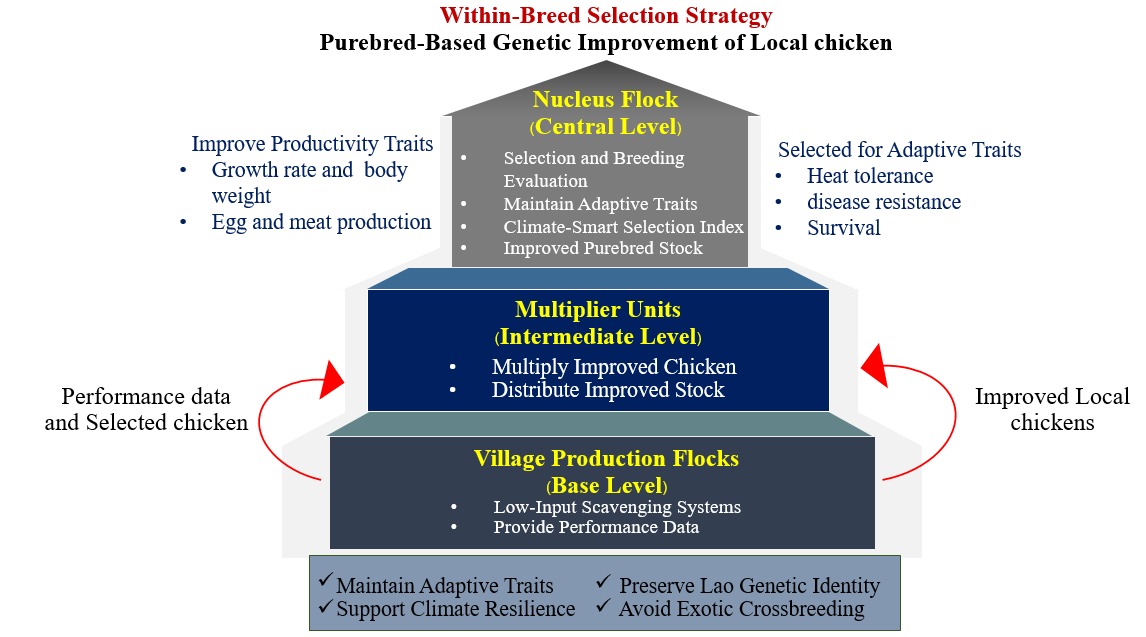 Within-Breed Selection Strategy
Purebred-Based Genetic Improvement of Local chicken
Nucleus Flock
(Central Level)
• Selection and Breeding
Evaluation
• Maintain Adaptive Traits
• Climate-Smart Selection Index
• Improved Purebred Stock
Improve Productivity Traits
• Growth rate and body
weight
• Egg and meat production
Selected for Adaptive Traits
• Heat tolerance
• disease resistance
• Survival
Multiplier Units
(Intermediate Level)
• Multiply Improved Chicken
• Distribute Improved Stock
Performance data
and Selected chicken
Improved Local
chickens
Village Production Flocks
(Base Level)
• Low-Input Scavenging Systems
• Provide Performance Data
✓ Maintain Adaptive Traits
✓ Support Climate Resilience
✓ Preserve Lao Genetic Identity
✓ Avoid Exotic Crossbreeding